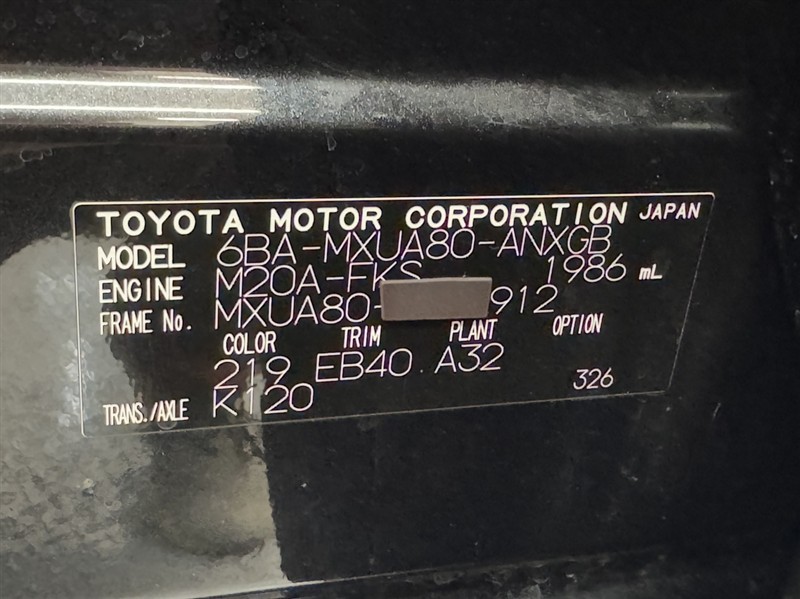 TOYOTA MOTOR CORPORATION JAPAN
MODEL 6BA-MXUA80-ANXGB
ENGINE M20A-FKS 1986 mL
FRAME No. MXUA80- 912
COLOR TRIM PLANT OPTION
219 EB40 A32
TRANS./AXLE K120 326